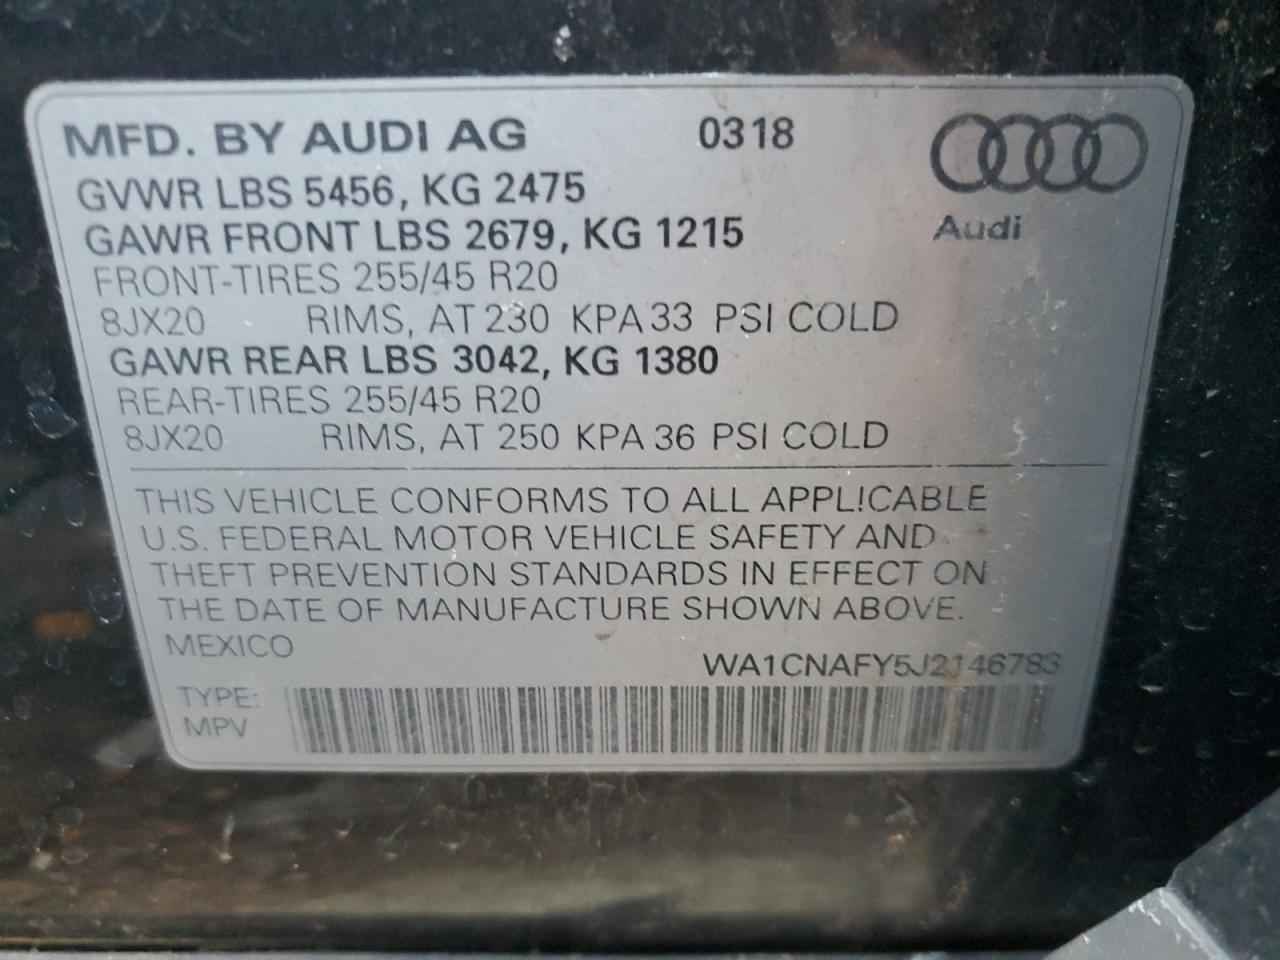 MFD. BY AUDI AG 0318
GVWR LBS 5456, KG 2475
GAWR FRONT LBS 2679, KG 1215
Audi
FRONT-TIRES 255/45 R20
8JX20 RIMS, AT 230 KPA 33 PSI COLD
GAWR REAR LBS 3042, KG 1380
REAR-TIRES 255/45 R20
8JX20 RIMS, AT 250 KPA 36 PSI COLD
THIS VEHICLE CONFORMS TO ALL APPLICABLE
U.S. FEDERAL MOTOR VEHICLE SAFETY AND
THEFT PREVENTION STANDARDS IN EFFECT ON
THE DATE OF MANUFACTURE SHOWN ABOVE.
MEXICO
WA1CNAFY5J2146783
TYPE:
MPV